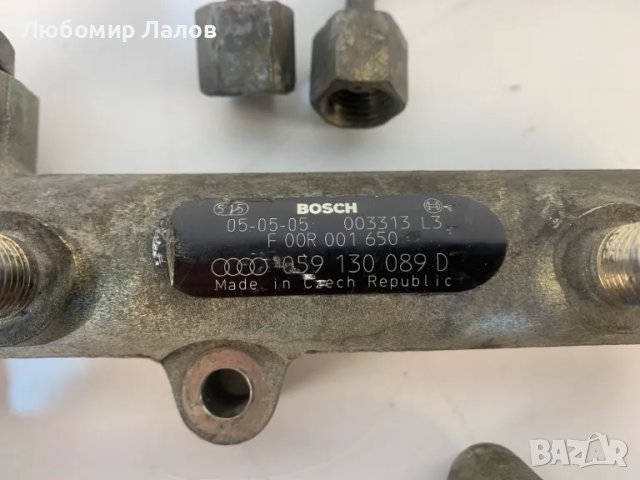 Любомир Лалов
BOSCH
05-05-05 003313 L3
F 00R 001 650
059 130 089 D
Made in Czech Republic
BAZAR